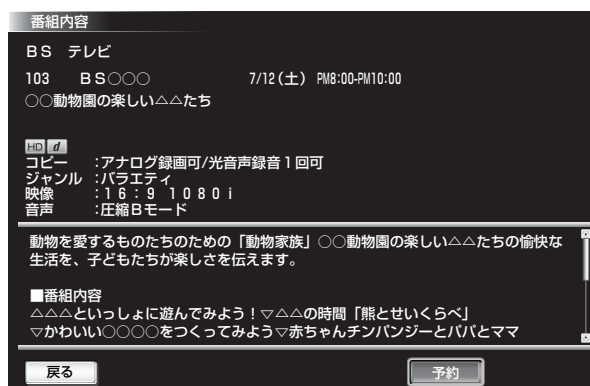 番組内容
BS テレビ
103 BS○○○ 7/12(土) PM8:00-PM10:00
○○動物園の楽しい△△たち
HD d
コピー :アナログ録画可/光音声録音1回可
ジャンル :バラエティ
映像 :16:9 1080i
音声 :圧縮Bモード
動物を愛するものたちのための「動物家族」○○動物園の楽しい△△たちの愉快な
生活を、子どもたちが楽しさを伝えます。
■番組内容
△△△といっしょに遊んでみよう!▽△△の時間「熊とせいくらべ」
▽かわいい○○○○をつくってみよう▽赤ちゃんチンパンジーとパパとママ
戻る 予約